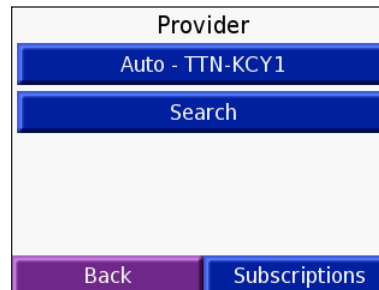 Provider
Auto - TTN-KCY1
Search
Back
Subscriptions